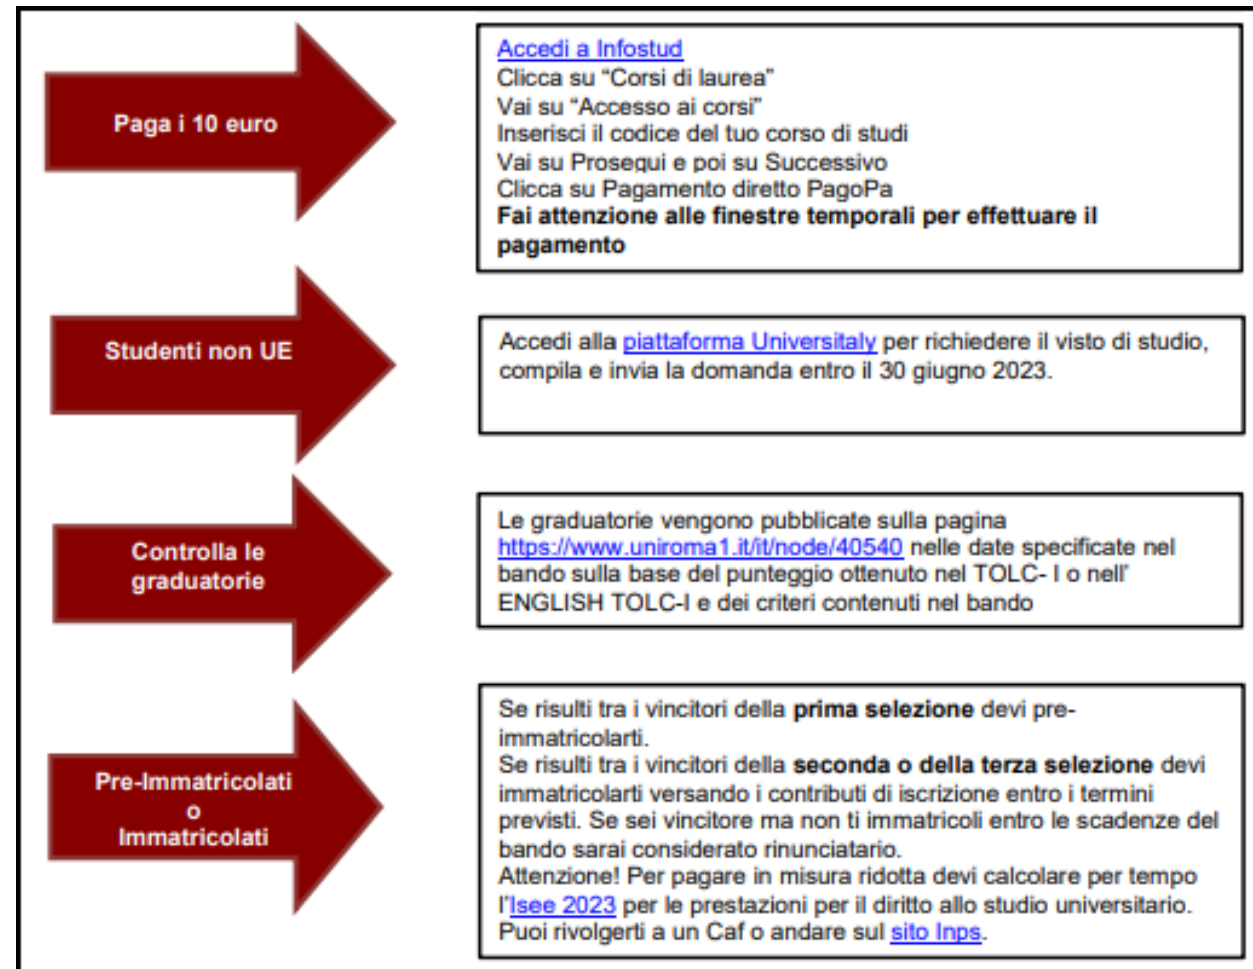 Paga i 10 euro
Accedi a Infostud
Clicca su “Corsi di laurea”
Vai su “Accesso ai corsi”
Inserisci il codice del tuo corso di studi
Vai su Prosegui e poi su Successivo
Clicca su Pagamento diretto PagoPa
Fai attenzione alle finestre temporali per effettuare il
pagamento
Studenti non UE
Accedi alla piattaforma Universitaly per richiedere il visto di studio,
compila e invia la domanda entro il 30 giugno 2023.
Controlla le
graduatorie
Le graduatorie vengono pubblicate sulla pagina
https://www.uniroma1.it/it/node/40540 nelle date specificate nel
bando sulla base del punteggio ottenuto nel TOLC- I o nell’
ENGLISH TOLC-I e dei criteri contenuti nel bando
Pre-Immatricolati
o
Immatricolati
Se risulti tra i vincitori della prima selezione devi pre-
immatricolarti.
Se risulti tra i vincitori della seconda o della terza selezione devi
immatricolarti versando i contributi di iscrizione entro i termini
previsti. Se sei vincitore ma non ti immatricoli entro le scadenze del
bando sarai considerato rinunciatario.
Attenzione! Per pagare in misura ridotta devi calcolare per tempo
l’Isee 2023 per le prestazioni per il diritto allo studio universitario.
Puoi rivolgerti a un Caf o andare sul sito Inps.